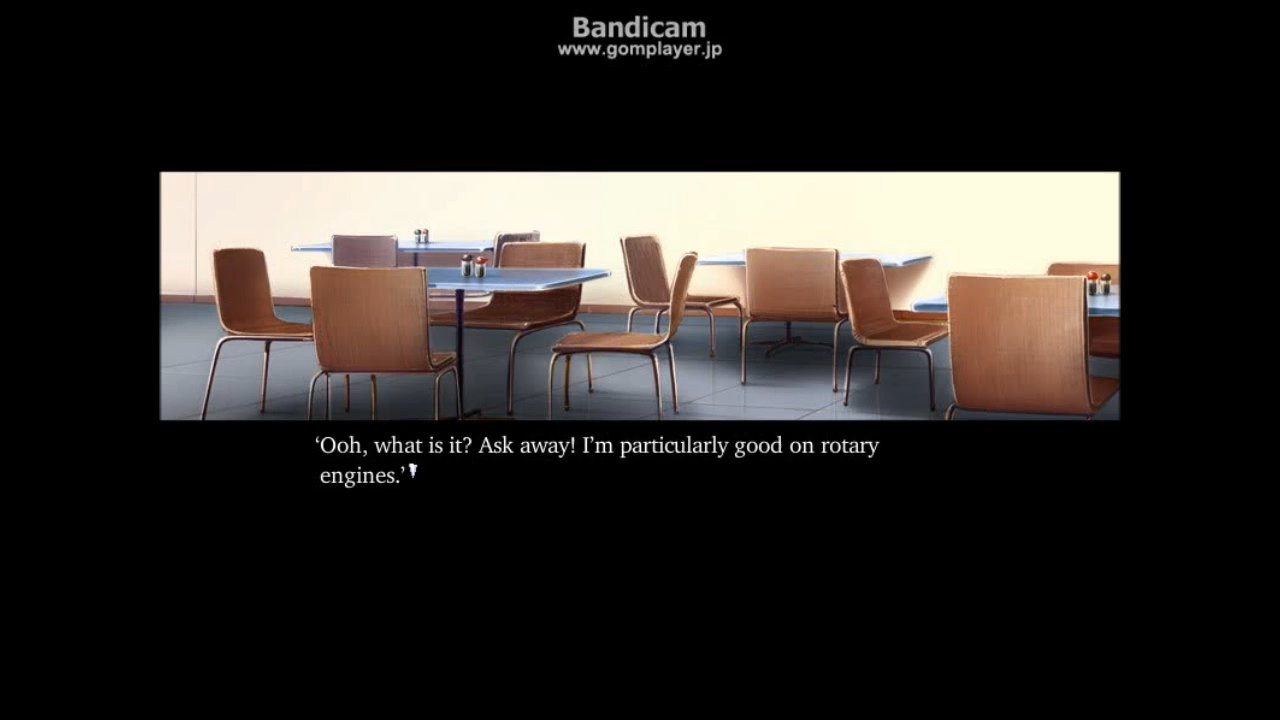 Bandicam
www.gomplayer.jp
‘Ooh, what is it? Ask away! I’m particularly good on rotary
engines.’